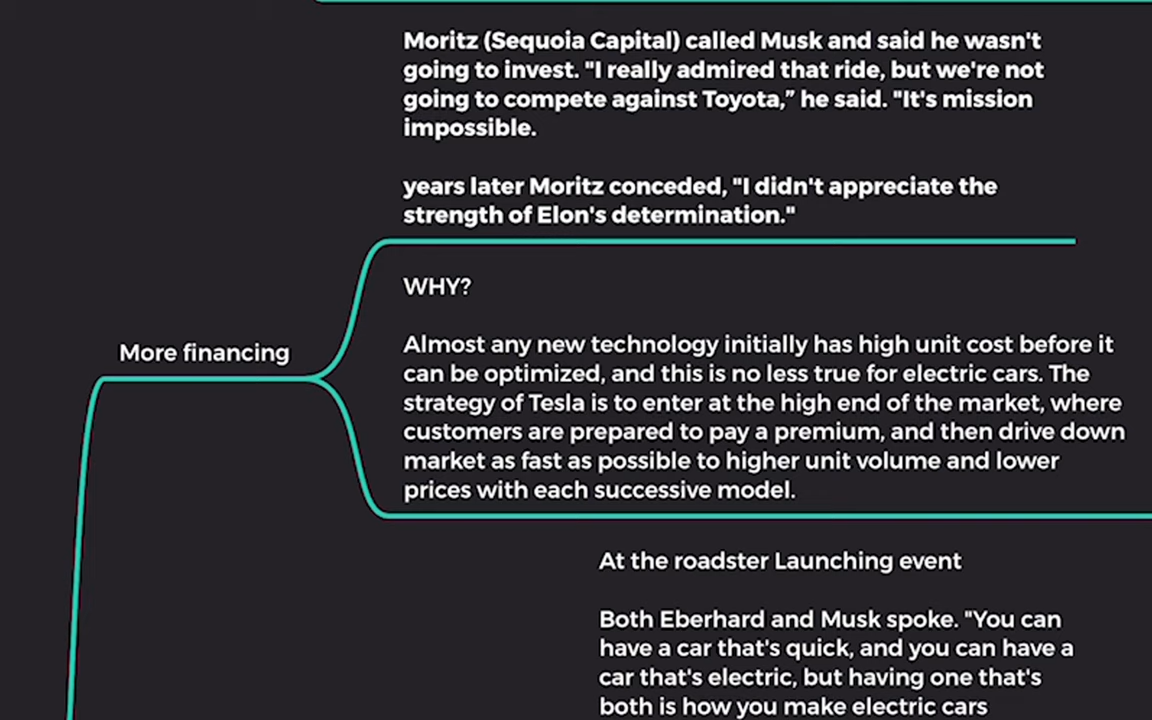 Moritz (Sequoia Capital) called Musk and said he wasn't
going to invest. "I really admired that ride, but we're not
going to compete against Toyota,” he said. "It's mission
impossible.
years later Moritz conceded, "I didn't appreciate the
strength of Elon's determination."
WHY?
More financing
Almost any new technology initially has high unit cost before it
can be optimized, and this is no less true for electric cars. The
strategy of Tesla is to enter at the high end of the market, where
customers are prepared to pay a premium, and then drive down
market as fast as possible to higher unit volume and lower
prices with each successive model.
At the roadster Launching event
Both Eberhard and Musk spoke. "You can
have a car that's quick, and you can have a
car that's electric, but having one that's
both is how you make electric cars